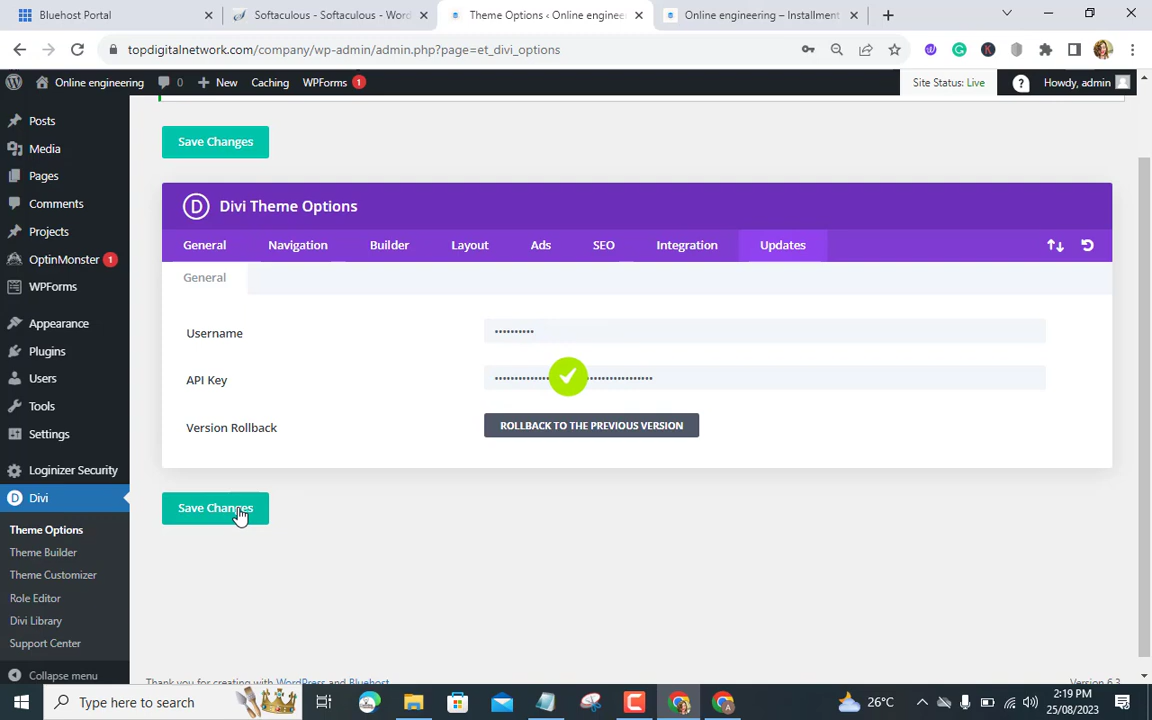 Bluehost Portal
Softaculous - Softaculous - Wor
Theme Options ‹ Online enginee
Online engineering – Installment
topdigitalnetwork.com/company/wp-admin/admin.php?page=et_divi_options
Online engineering
0
New
Caching
WPForms
1
Site Status: Live
Howdy, admin
Posts
Media
Pages
Comments
Projects
OptinMonster 1
WPForms
Appearance
Plugins
Users
Tools
Settings
Loginizer Security
Divi
Theme Options
Theme Builder
Theme Customizer
Role Editor
Divi Library
Support Center
Collapse menu
Save Changes
D Divi Theme Options
General
Navigation
Builder
Layout
Ads
SEO
Integration
Updates
General
Username
API Key
Version Rollback
ROLLBACK TO THE PREVIOUS VERSION
Save Changes
Thank you for creating with WordPress and Bluehost.
Version 6.3
Type here to search
26°C
2:19 PM
25/08/2023